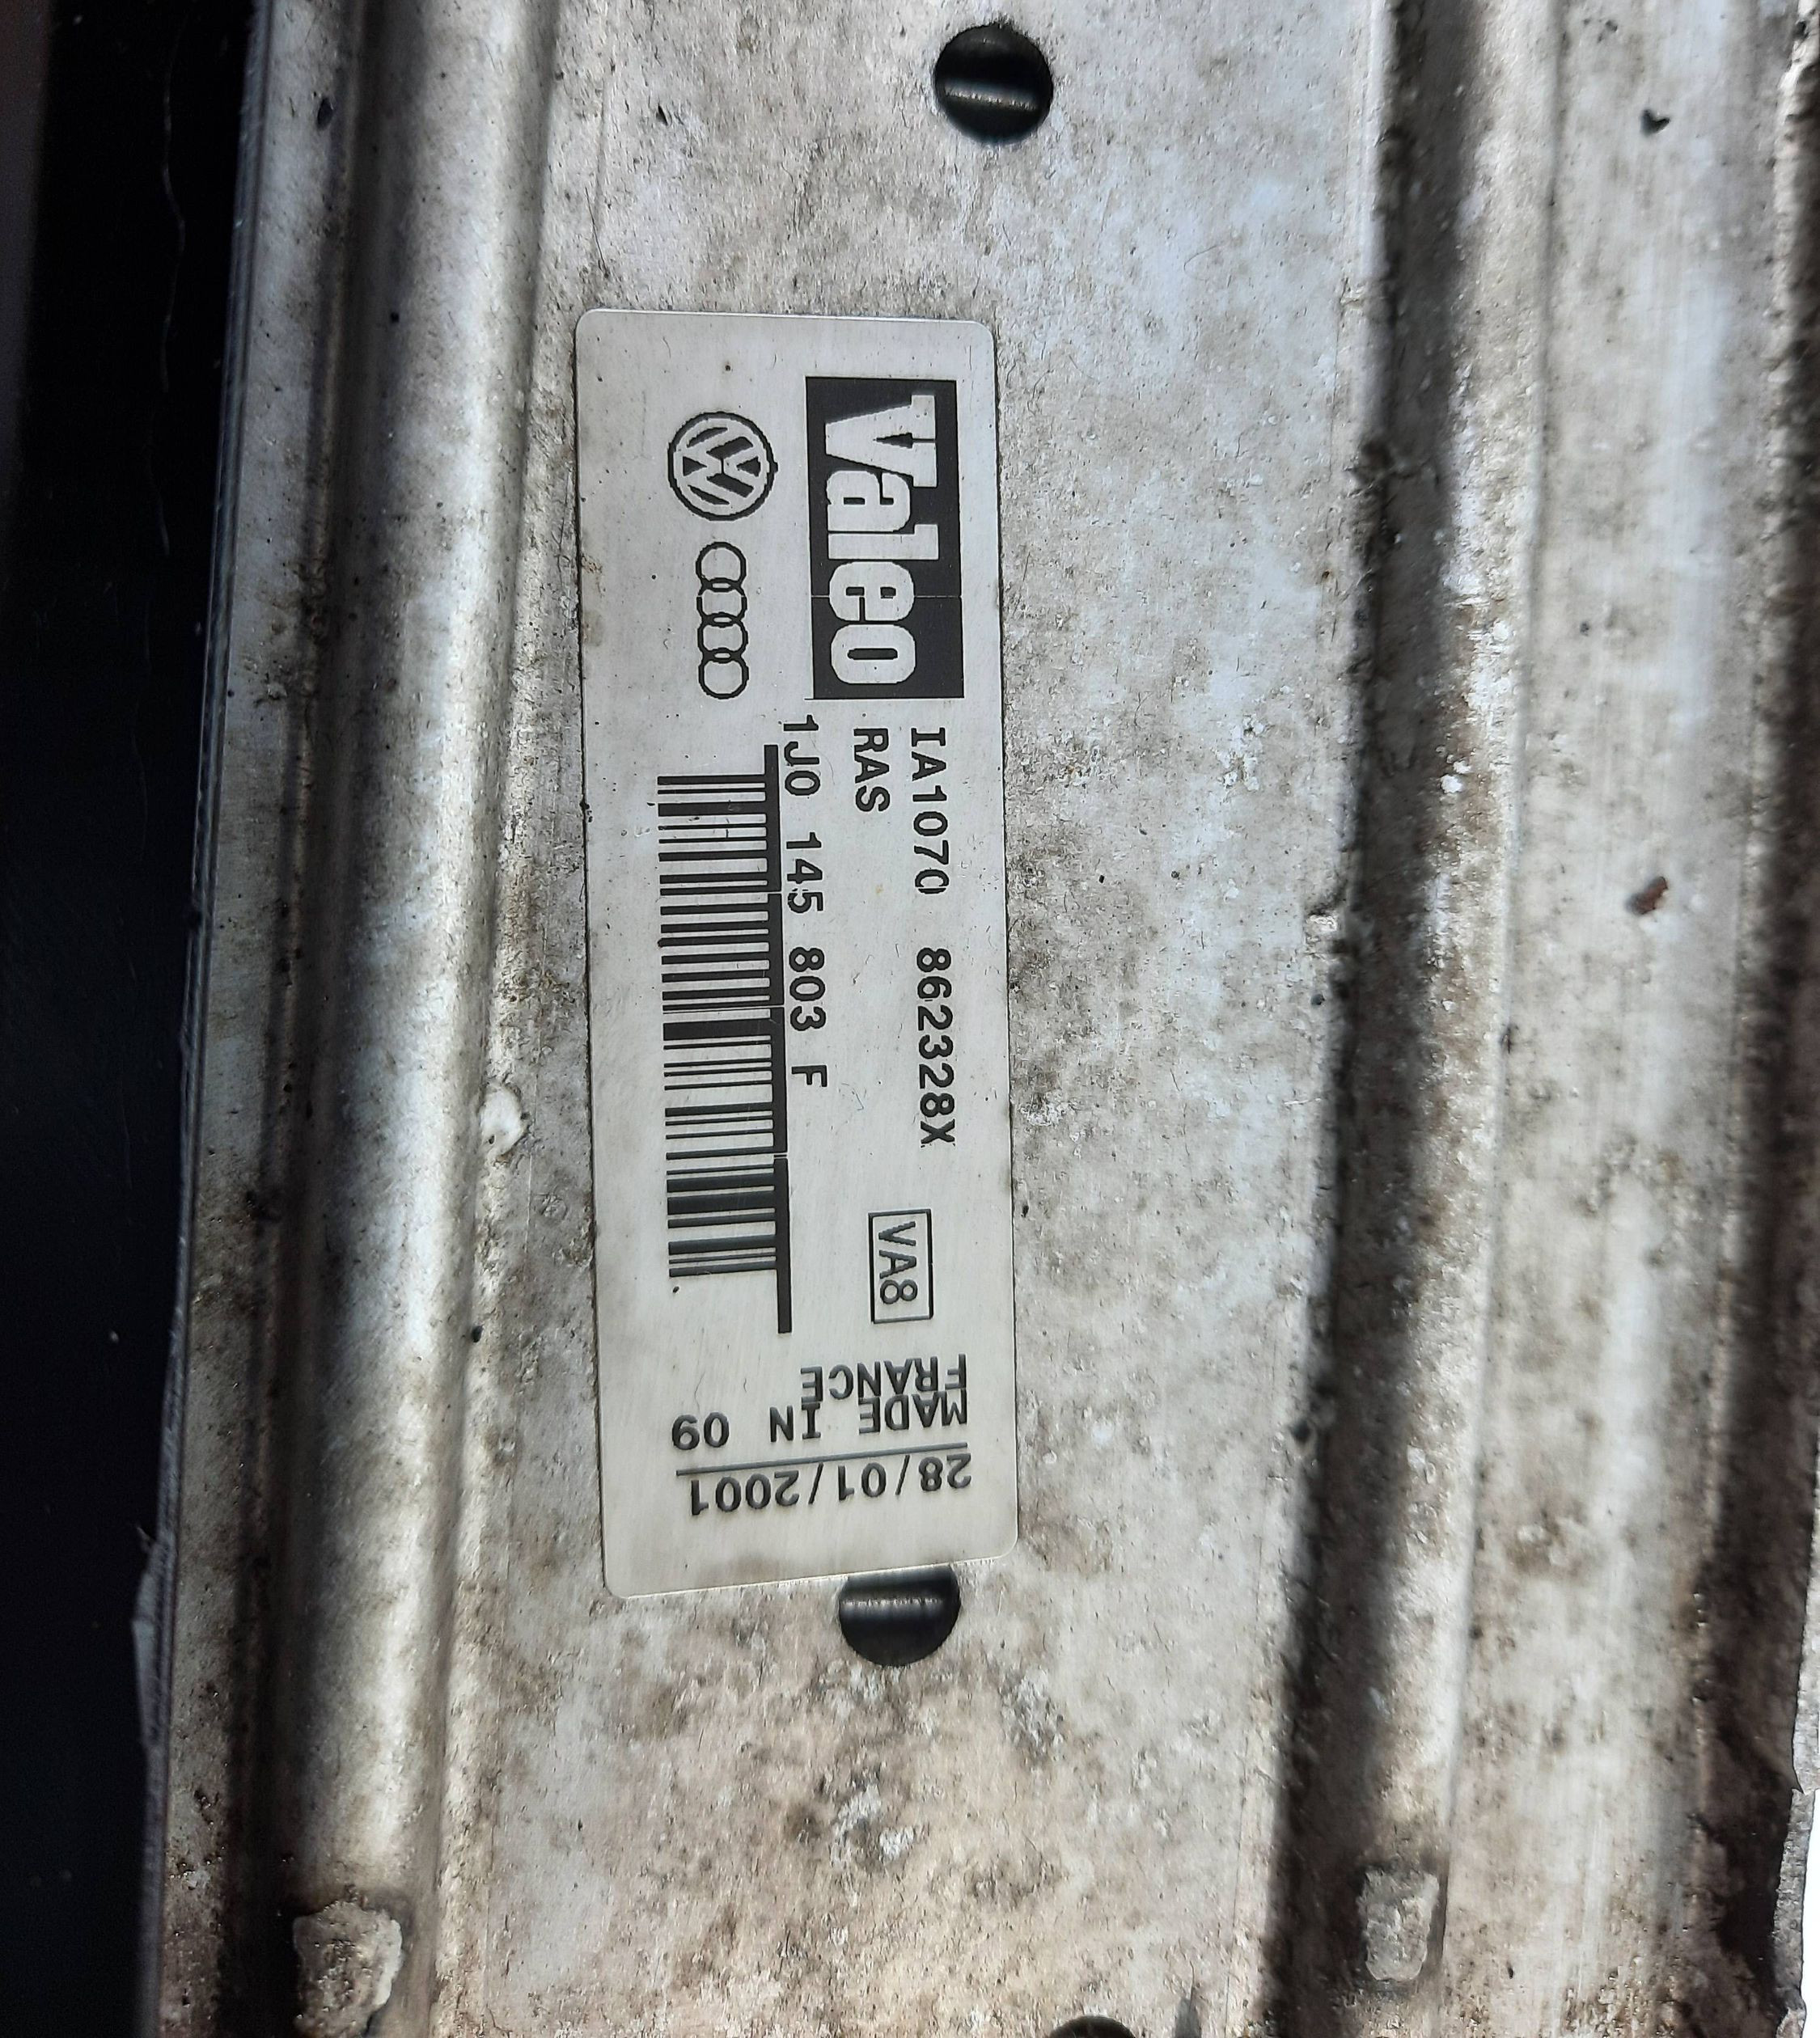 Valeo
IA1070 862328X
RAS
VA8
1J0 145 803 F
MADE IN 09
FRANCE
28/01/2001